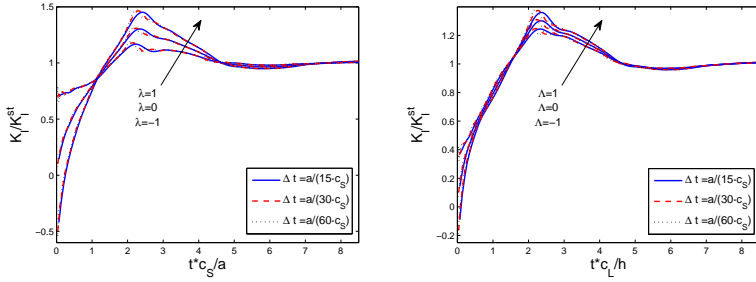 1.5
1
0.5
0
−0.5
K_I/K_I^st
λ=1
λ=0
λ=−1
Δ t =a/(15·c_S)
Δ t =a/(30·c_S)
Δ t =a/(60·c_S)
0 1 2 3 4 5 6 7 8
t*c_S/a
1.4
1.2
1
0.8
0.6
0.4
0.2
0
−0.2
K_I/K_I^st
Λ=1
Λ=0
Λ=−1
Δ t =a/(15·c_S)
Δ t =a/(30·c_S)
Δ t =a/(60·c_S)
0 1 2 3 4 5 6 7 8
t*c_L/h